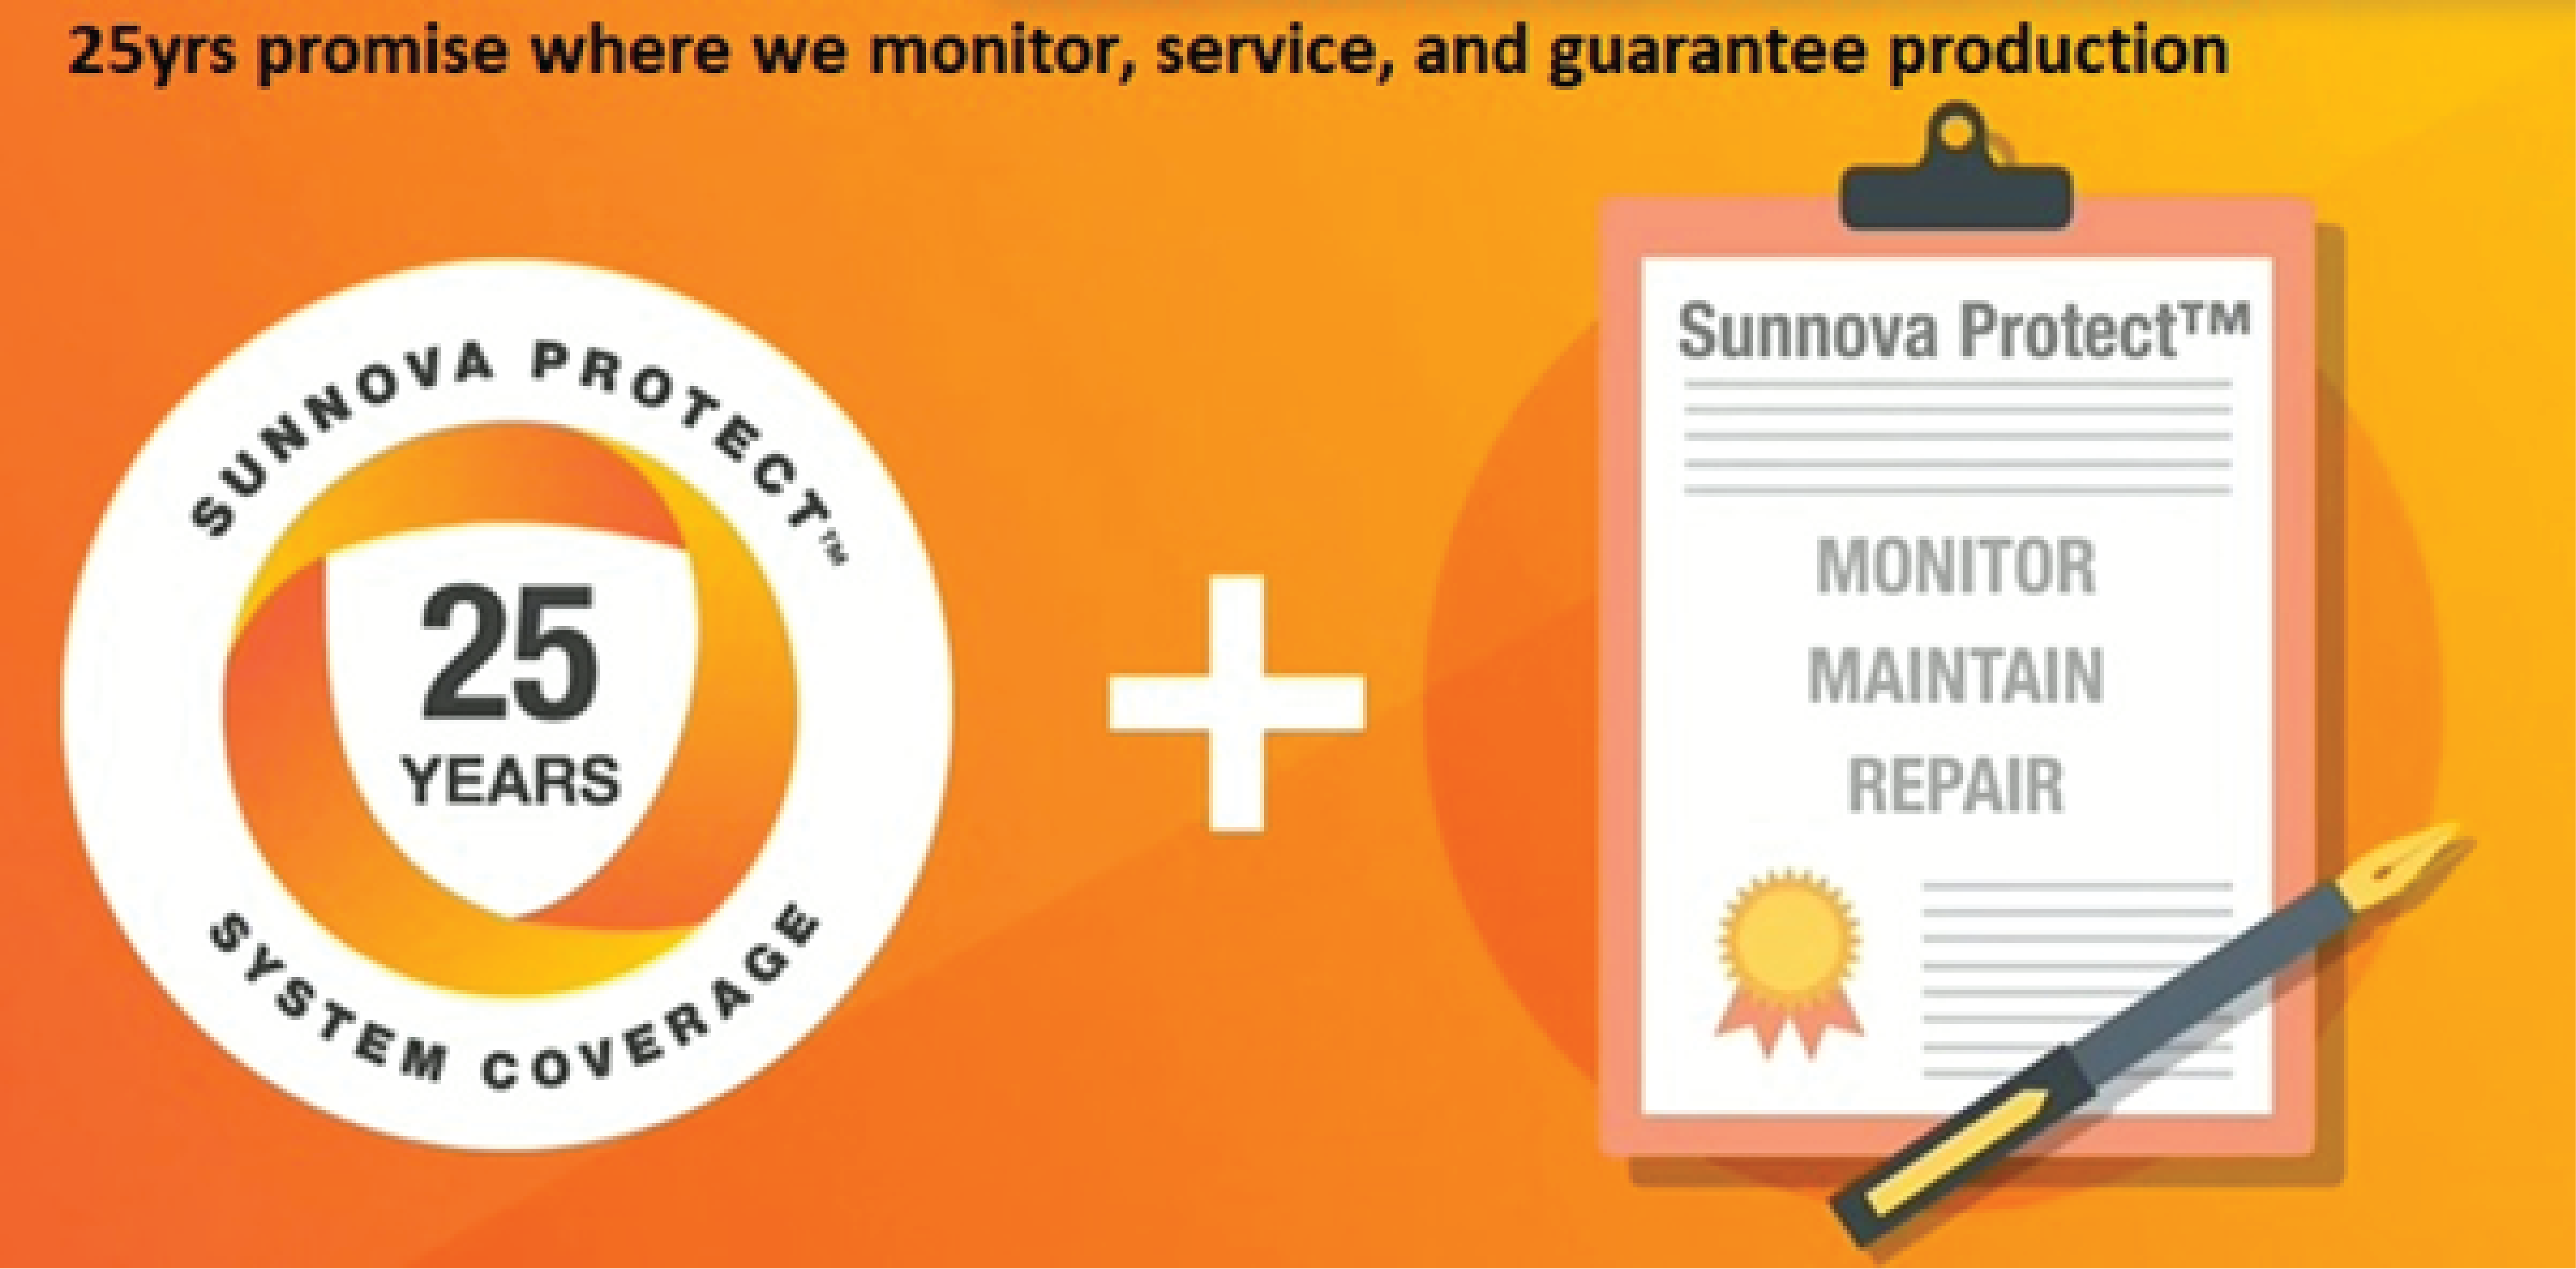 25yrs promise where we monitor, service, and guarantee production
SUNNOVA PROTECT™
25
YEARS
SYSTEM COVERAGE
Sunnova Protect™
MONITOR
MAINTAIN
REPAIR